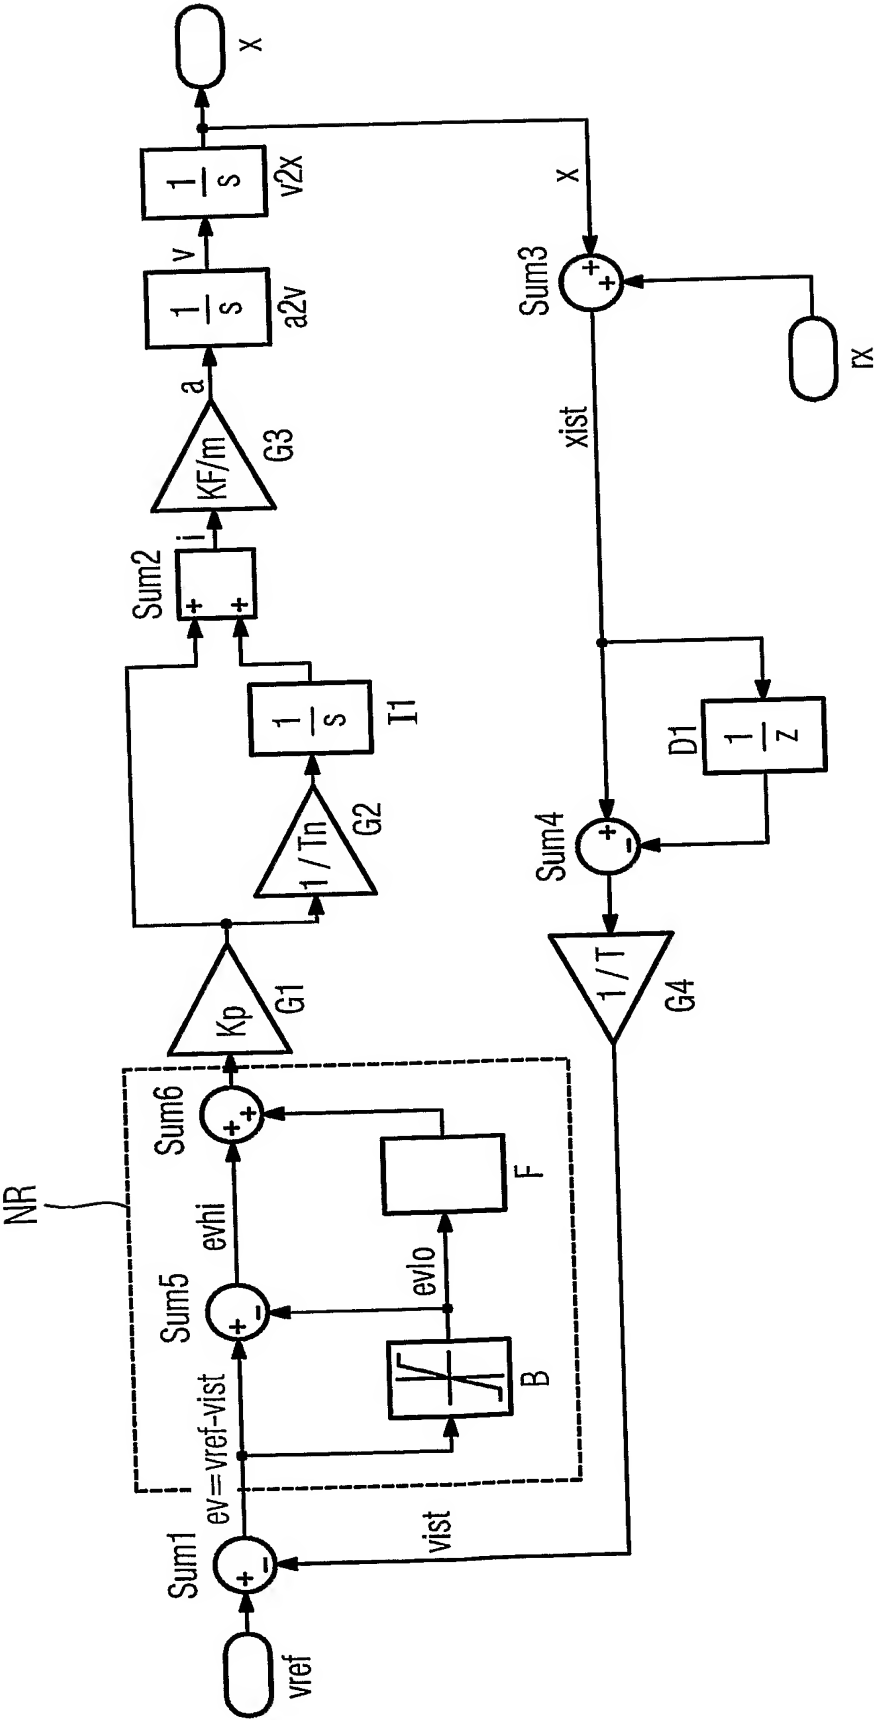 NR
vref
Sum1
+
–
ev=vref-vist
Sum5
+
–
evhi
Sum6
+
+
Kp
G1
1 / Tn
G2
1
s
I1
Sum2
+
+
i
KF/m
G3
a
1
s
a2v
v
1
s
v2x
x
B
evlo
F
vist
1 / T
G4
Sum4
+
–
D1
1
z
xist
Sum3
+
+
x
rx